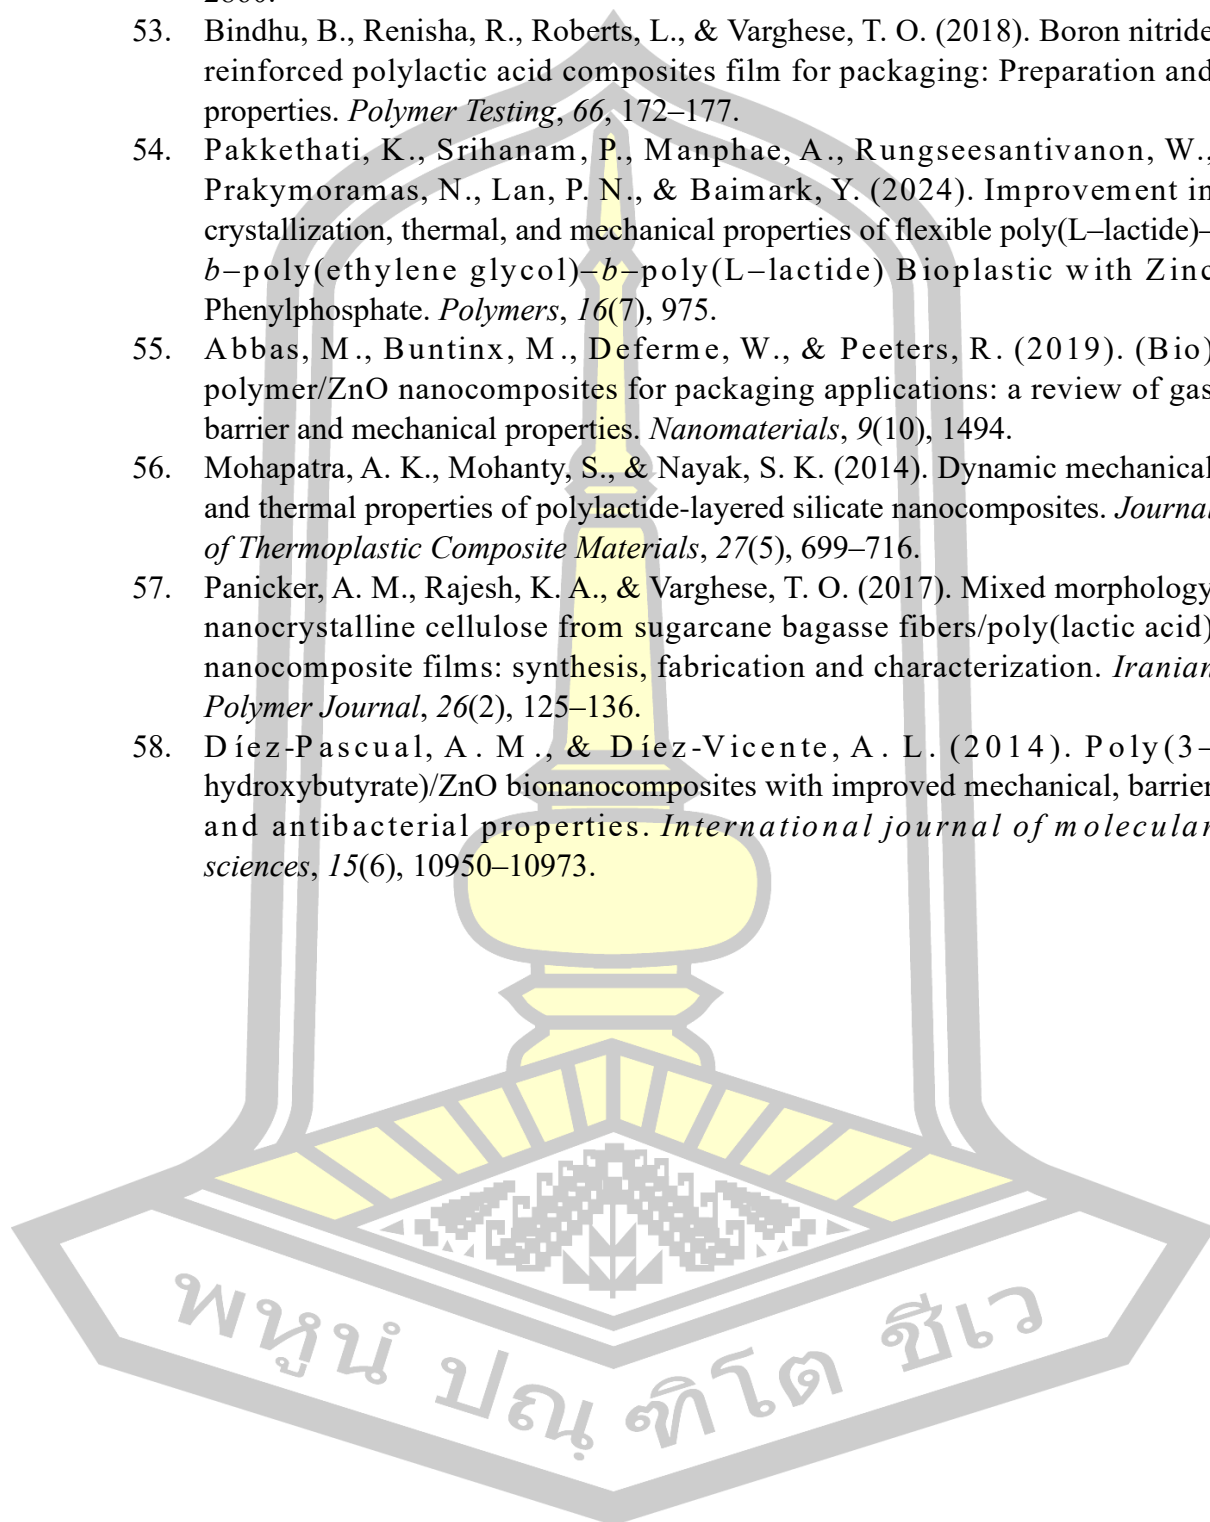 53. Bindhu, B., Renisha, R., Roberts, L., & Varghese, T. O. (2018). Boron nitride
reinforced polylactic acid composites film for packaging: Preparation and
properties. Polymer Testing, 66, 172–177.
54. Pakkethati, K., Srihanam, P., Manphae, A., Rungseesantivanon, W.,
Prakymoramas, N., Lan, P. N., & Baimark, Y. (2024). Improvement in
crystallization, thermal, and mechanical properties of flexible poly(L–lactide)–
b–poly(ethylene glycol)–b–poly(L–lactide) Bioplastic with Zinc
Phenylphosphate. Polymers, 16(7), 975.
55. Abbas, M., Buntinx, M., Deferme, W., & Peeters, R. (2019). (Bio)
polymer/ZnO nanocomposites for packaging applications: a review of gas
barrier and mechanical properties. Nanomaterials, 9(10), 1494.
56. Mohapatra, A. K., Mohanty, S., & Nayak, S. K. (2014). Dynamic mechanical
and thermal properties of polylactide-layered silicate nanocomposites. Journal
of Thermoplastic Composite Materials, 27(5), 699–716.
57. Panicker, A. M., Rajesh, K. A., & Varghese, T. O. (2017). Mixed morphology
nanocrystalline cellulose from sugarcane bagasse fibers/poly(lactic acid)
nanocomposite films: synthesis, fabrication and characterization. Iranian
Polymer Journal, 26(2), 125–136.
58. Díez-Pascual, A. M., & Díez-Vicente, A. L. (2014). Poly(3–
hydroxybutyrate)/ZnO bionanocomposites with improved mechanical, barrier
and antibacterial properties. International journal of molecular
sciences, 15(6), 10950–10973.
พหูนํ ปณฺฑิโต ชีเว